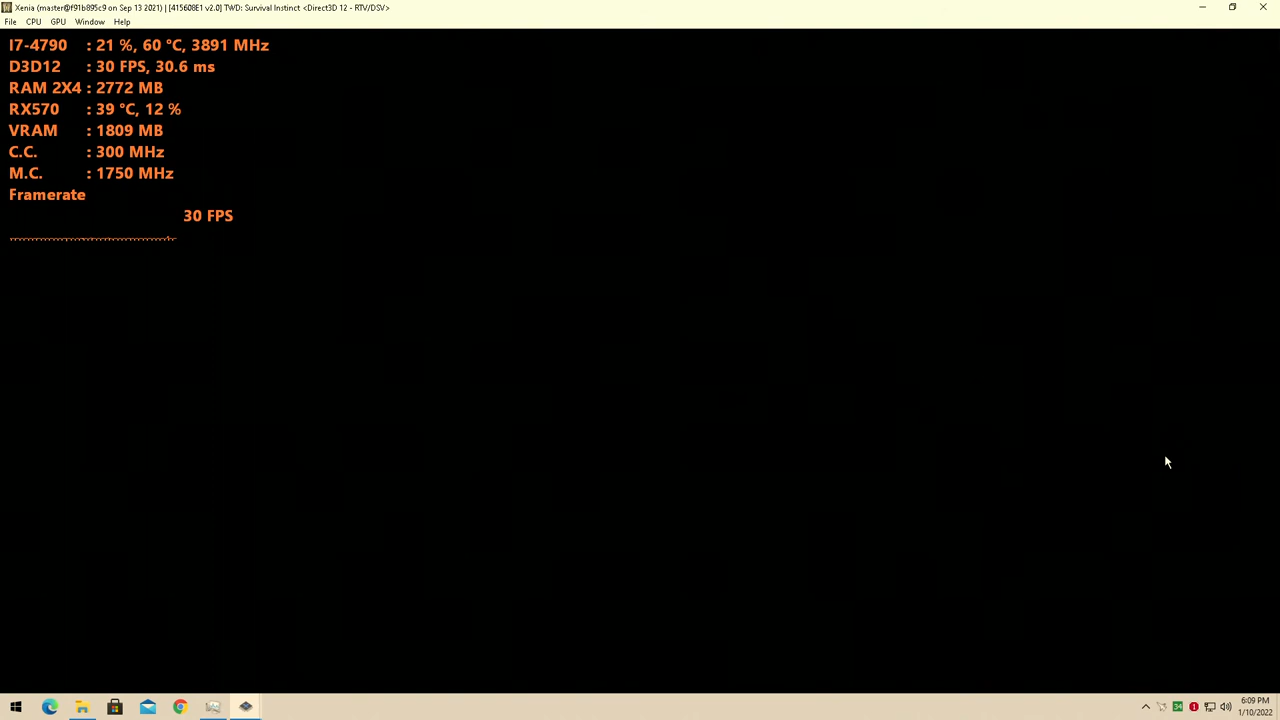 Xenia (master@f91b895c9 on Sep 13 2021) | [415608E1 v2.0] TWD: Survival Instinct <Direct3D 12 - RTV/DSV>
File CPU GPU Window Help
I7-4790 : 21 %, 60 °C, 3891 MHz
D3D12 : 30 FPS, 30.6 ms
RAM 2X4 : 2772 MB
RX570 : 39 °C, 12 %
VRAM : 1809 MB
C.C. : 300 MHz
M.C. : 1750 MHz
Framerate
30 FPS
34 1 6:09 PM
1/10/2022